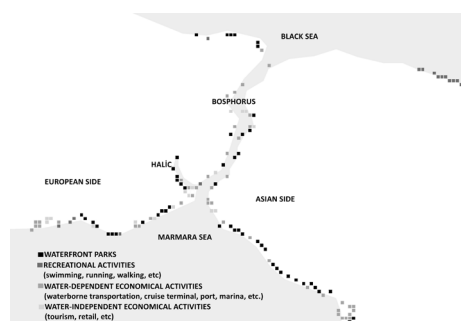 BLACK SEA
BOSPHORUS
HALİC
EUROPEAN SIDE
ASIAN SIDE
MARMARA SEA
WATERFRONT PARKS
RECREATIONAL ACTIVITIES
(swimming, running, walking, etc)
WATER-DEPENDENT ECONOMICAL ACTIVITIES
(waterborne transportation, cruise terminal, port, marina, etc.)
WATER-INDEPENDENT ECONOMICAL ACTIVITIES
(tourism, retail, etc)